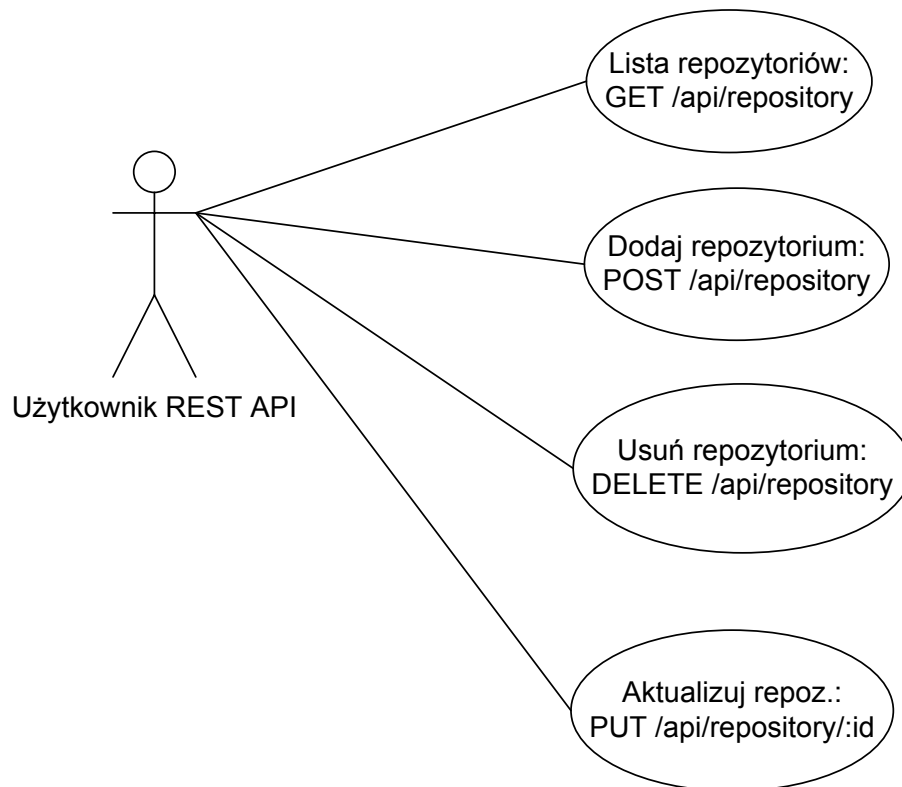 Lista repozytoriów:
GET /api/repository
Dodaj repozytorium:
POST /api/repository
Użytkownik REST API
Usuń repozytorium:
DELETE /api/repository
Aktualizuj repoz.:
PUT /api/repository/:id